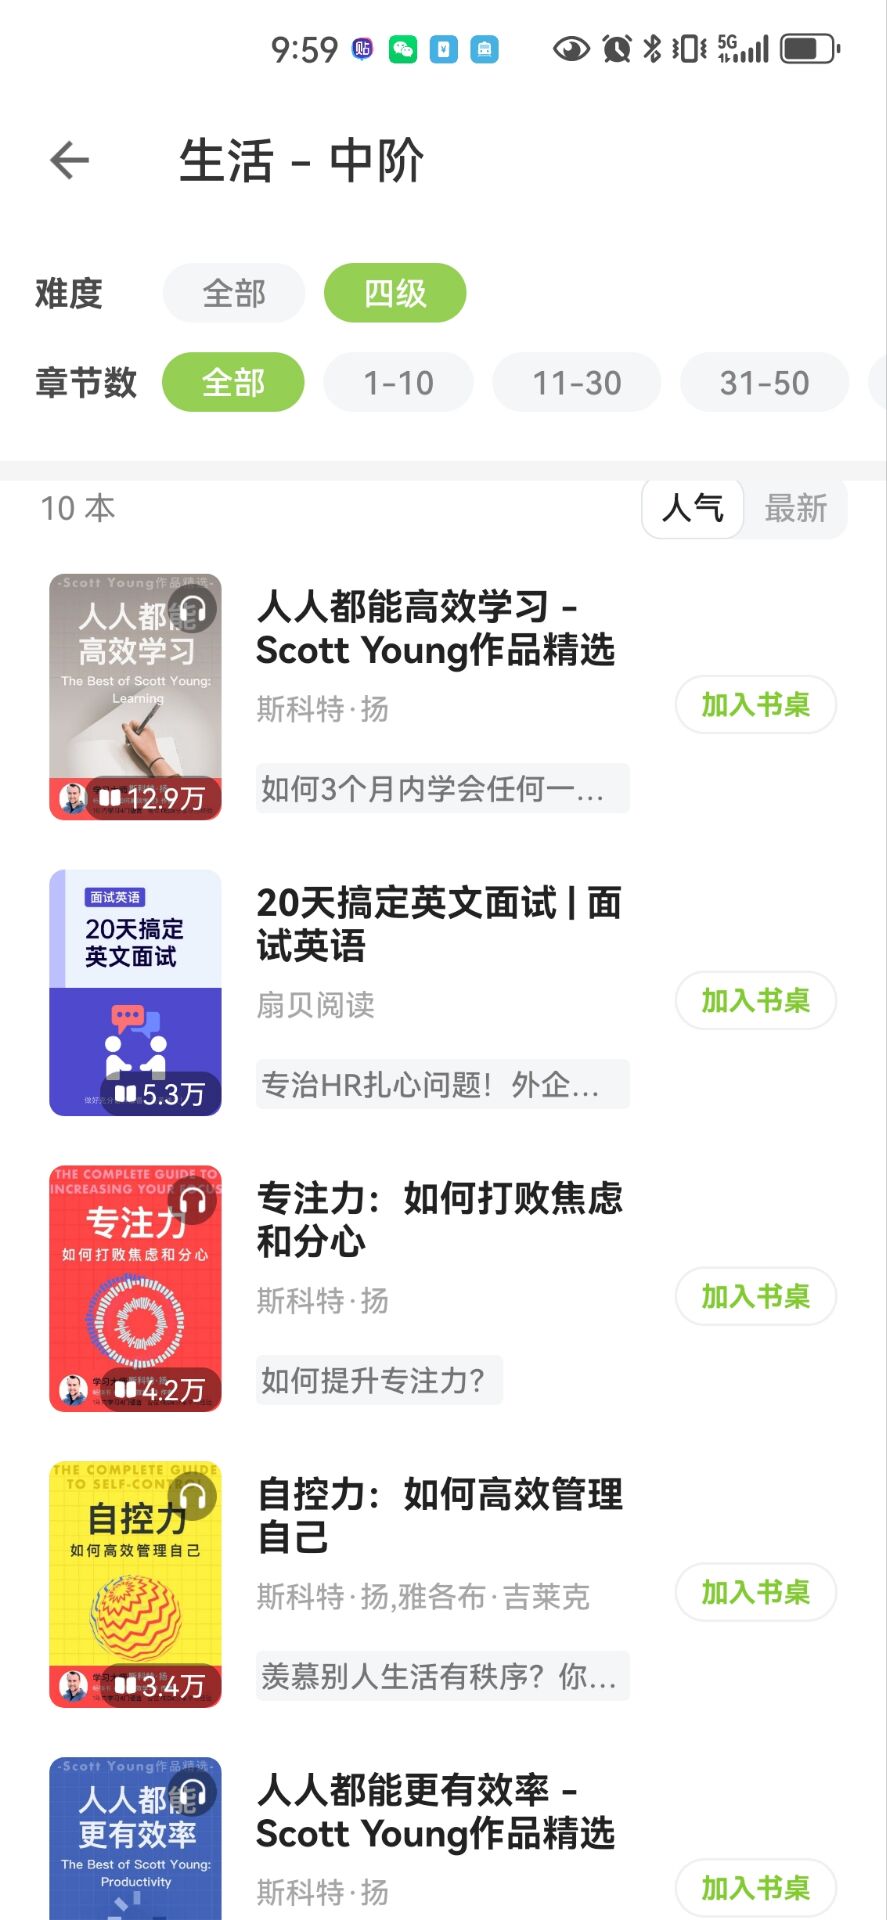 9:59
贴
5G
生活 - 中阶
难度
全部
四级
章节数
全部
1-10
11-30
31-50
10 本
人气
最新
-Scott Young作品精选-
人人都能
高效学习
The Best of Scott Young:
Learning
12.9万
人人都能高效学习 -
Scott Young作品精选
斯科特·扬
如何3个月内学会任何一...
加入书桌
面试英语
20天搞定
英文面试
5.3万
20天搞定英文面试 | 面
试英语
扇贝阅读
专治HR扎心问题！外企...
加入书桌
THE COMPLETE GUIDE TO
INCREASING YOUR FOCUS
专注力
如何打败焦虑和分心
4.2万
专注力：如何打败焦虑
和分心
斯科特·扬
如何提升专注力？
加入书桌
THE COMPLETE GUIDE
TO SELF-CONTROL
自控力
如何高效管理自己
3.4万
自控力：如何高效管理
自己
斯科特·扬,雅各布·吉莱克
羡慕别人生活有秩序？你...
加入书桌
-Scott Young作品精选-
人人都能
更有效率
The Best of Scott Young:
Productivity
人人都能更有效率 -
Scott Young作品精选
斯科特·扬
加入书桌